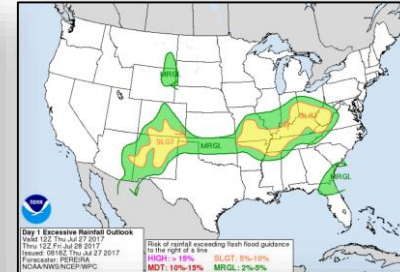 MRGL
SLGT
SLGT
MRGL
MRGL
Day 1 Excessive Rainfall Outlook
Valid 12Z Thu Jul 27 2017
Thru 12Z Fri Jul 28 2017
Issued: 0818Z Thu Jul 27 2017
Forecaster: PEREIRA
NOAA/NWS/NCEP/WPC
Risk of rainfall exceeding flash flood guidance
to the right of a line
HIGH: > 15%
SLGT: 5%-10%
MDT: 10%-15%
MRGL: 2%-5%